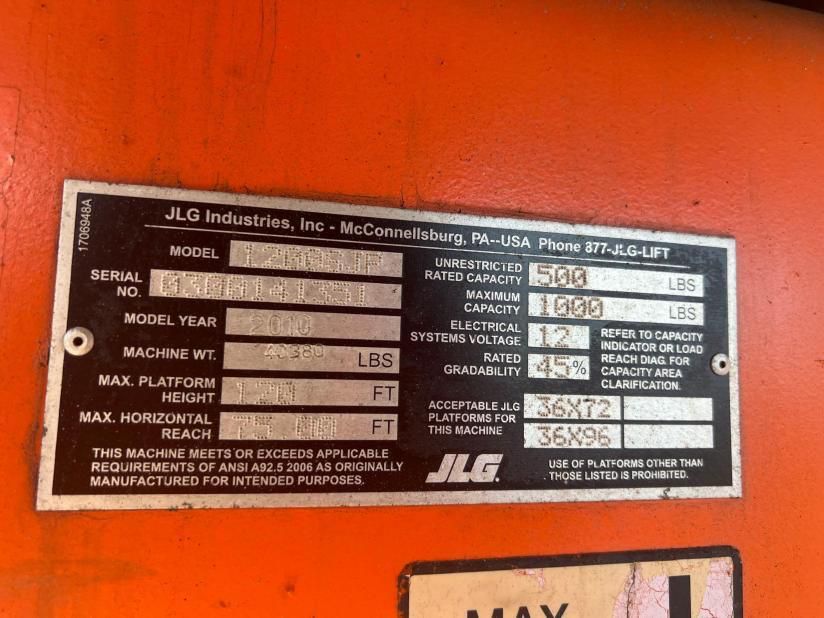 1706948A
JLG Industries, Inc - McConnellsburg, PA--USA Phone 877-JLG-LIFT
MODEL 1200SJP
SERIAL NO. 0300141351
MODEL YEAR 2010
MACHINE WT. 40380 LBS
MAX. PLATFORM HEIGHT 120 FT
MAX. HORIZONTAL REACH 75 00 FT
THIS MACHINE MEETS OR EXCEEDS APPLICABLE
REQUIREMENTS OF ANSI A92.5 2006 AS ORIGINALLY
MANUFACTURED FOR INTENDED PURPOSES.
UNRESTRICTED
RATED CAPACITY 500 LBS
MAXIMUM
CAPACITY 1000 LBS
ELECTRICAL
SYSTEMS VOLTAGE 12
RATED
GRADABILITY 45%
REFER TO CAPACITY
INDICATOR OR LOAD
REACH DIAG. FOR
CAPACITY AREA
CLARIFICATION.
ACCEPTABLE JLG
PLATFORMS FOR
THIS MACHINE
36X72
36X96
JLG
USE OF PLATFORMS OTHER THAN
THOSE LISTED IS PROHIBITED.
MAX